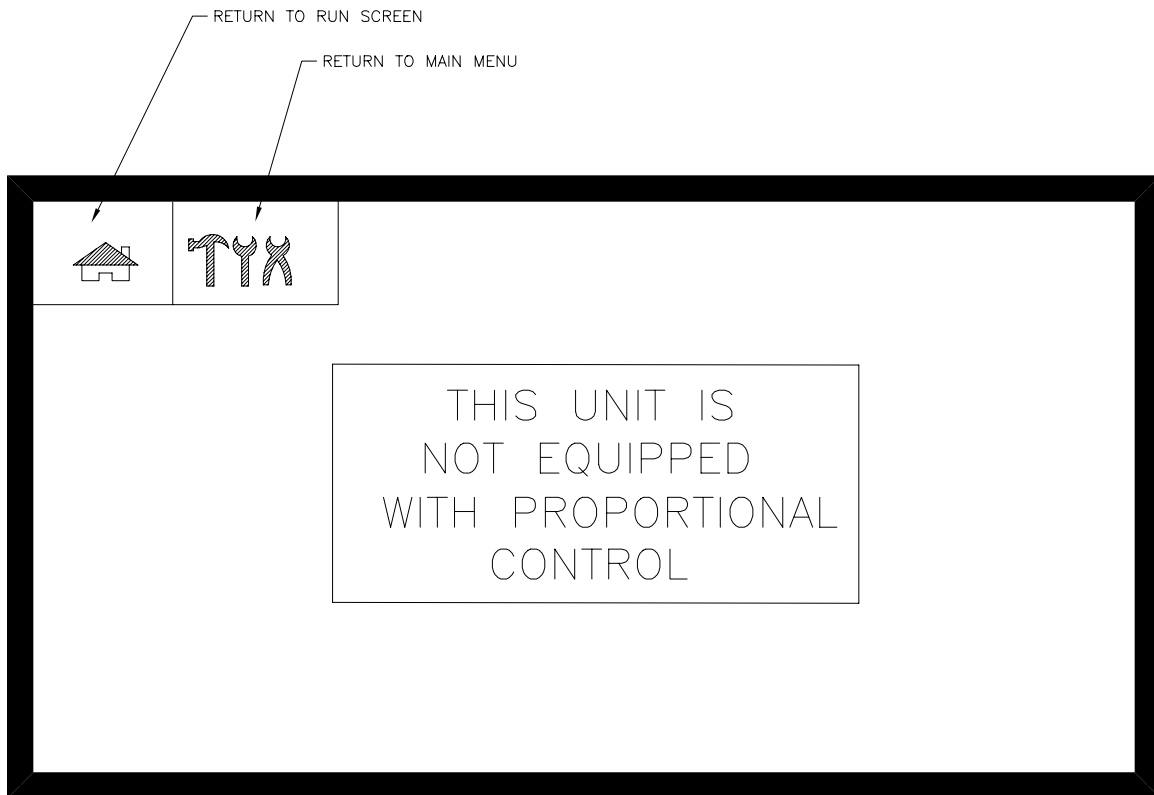 RETURN TO RUN SCREEN
RETURN TO MAIN MENU
THIS UNIT IS
NOT EQUIPPED
WITH PROPORTIONAL
CONTROL